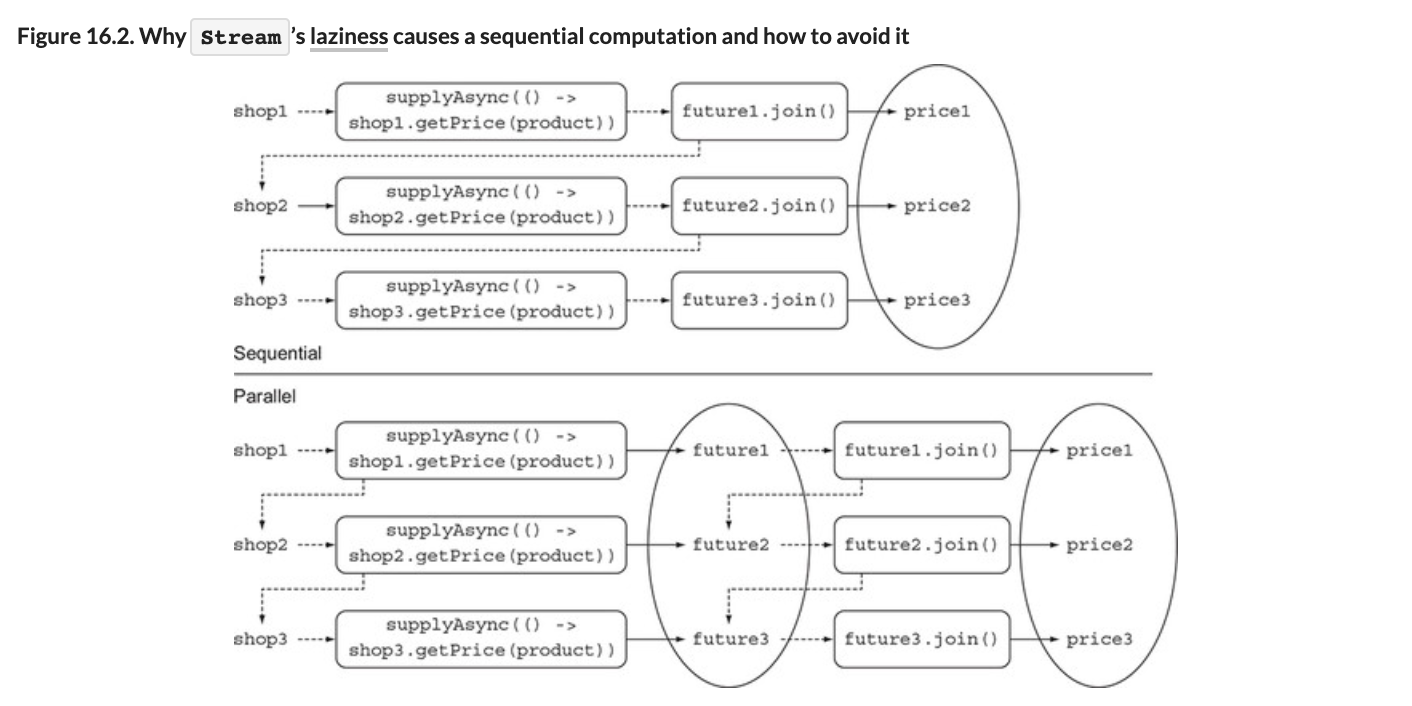 Figure 16.2. Why Stream 's laziness causes a sequential computation and how to avoid it
supplyAsync(() ->
shop1 shop1.getPrice(product)) future1.join() price1
supplyAsync(() ->
shop2 shop2.getPrice(product)) future2.join() price2
supplyAsync(() ->
shop3 shop3.getPrice(product)) future3.join() price3
Sequential
Parallel
supplyAsync(() ->
shop1 shop1.getPrice(product)) future1 future1.join() price1
supplyAsync(() ->
shop2 shop2.getPrice(product)) future2 future2.join() price2
supplyAsync(() ->
shop3 shop3.getPrice(product)) future3 future3.join() price3